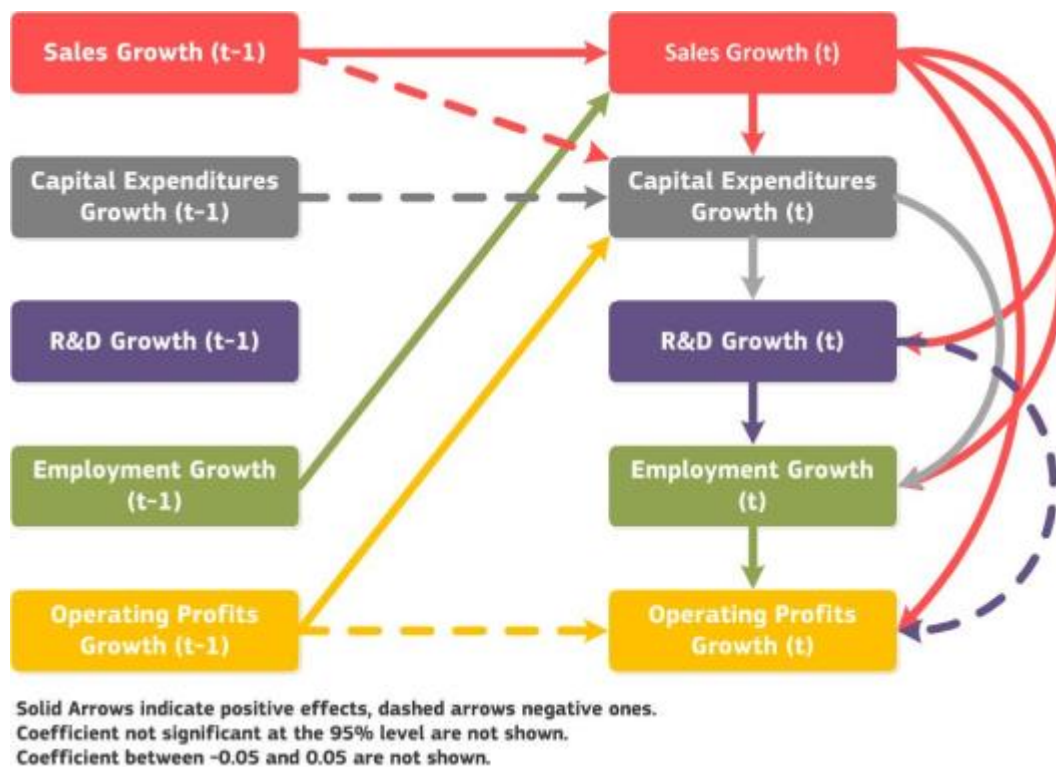 Sales Growth (t-1)
Sales Growth (t)
Capital Expenditures
Growth (t-1)
Capital Expenditures
Growth (t)
R&D Growth (t-1)
R&D Growth (t)
Employment Growth
(t-1)
Employment Growth
(t)
Operating Profits
Growth (t-1)
Operating Profits
Growth (t)
Solid Arrows indicate positive effects, dashed arrows negative ones.
Coefficient not significant at the 95% level are not shown.
Coefficient between -0.05 and 0.05 are not shown.